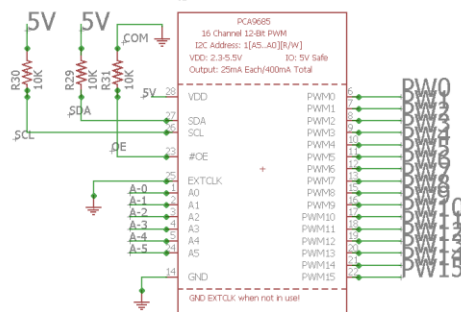 PCA9685
16 Channel 12-Bit PWM
I2C Address: 1[A5..A0][R/W]
VDD: 2.3-5.5V IO: 5V Safe
Output: 25mA Each/400mA Total
5V 5V
COM
R30 10K
R29 10K
R31 10K
5V
SDA
SCL
OE
28 VDD
27 SDA
26 SCL
23 #OE
25 EXTCLK
A-0 1 A0
A-1 2 A1
A-2 3 A2
A-3 4 A3
A-4 5 A4
A-5 24 A5
14 GND
PWM0 6 PW0
PWM1 7
PWM2 8
PWM3 9
PWM4 10
PWM5 11
PWM6 12
PWM7 13
PWM8 15
PWM9 16
PWM10 17
PWM11 18
PWM12 19
PWM13 20
PWM14 21
PWM15 22 PW15
GND EXTCLK when not in use!